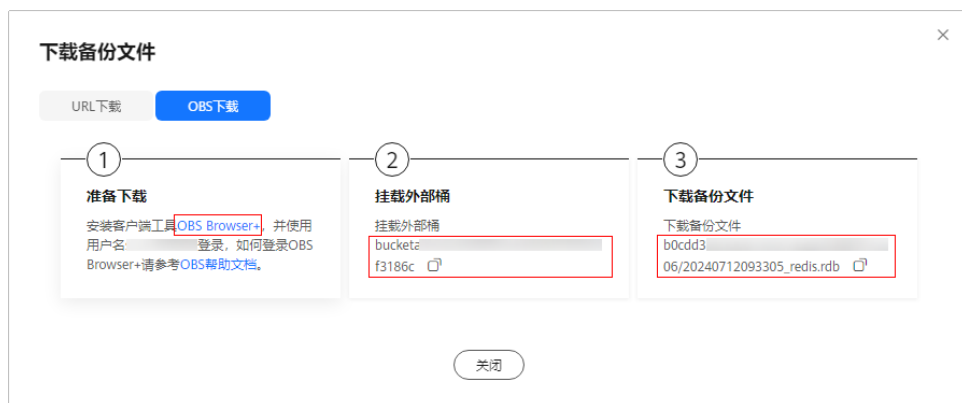 下载备份文件
URL下载
OBS下载
1
准备下载
安装客户端工具OBS Browser+，并使用
用户名 登录，如何登录OBS
Browser+请参考OBS帮助文档。
2
挂载外部桶
挂载外部桶
bucketa
f3186c
3
下载备份文件
下载备份文件
b0cdd3
06/20240712093305_redis.rdb
关闭